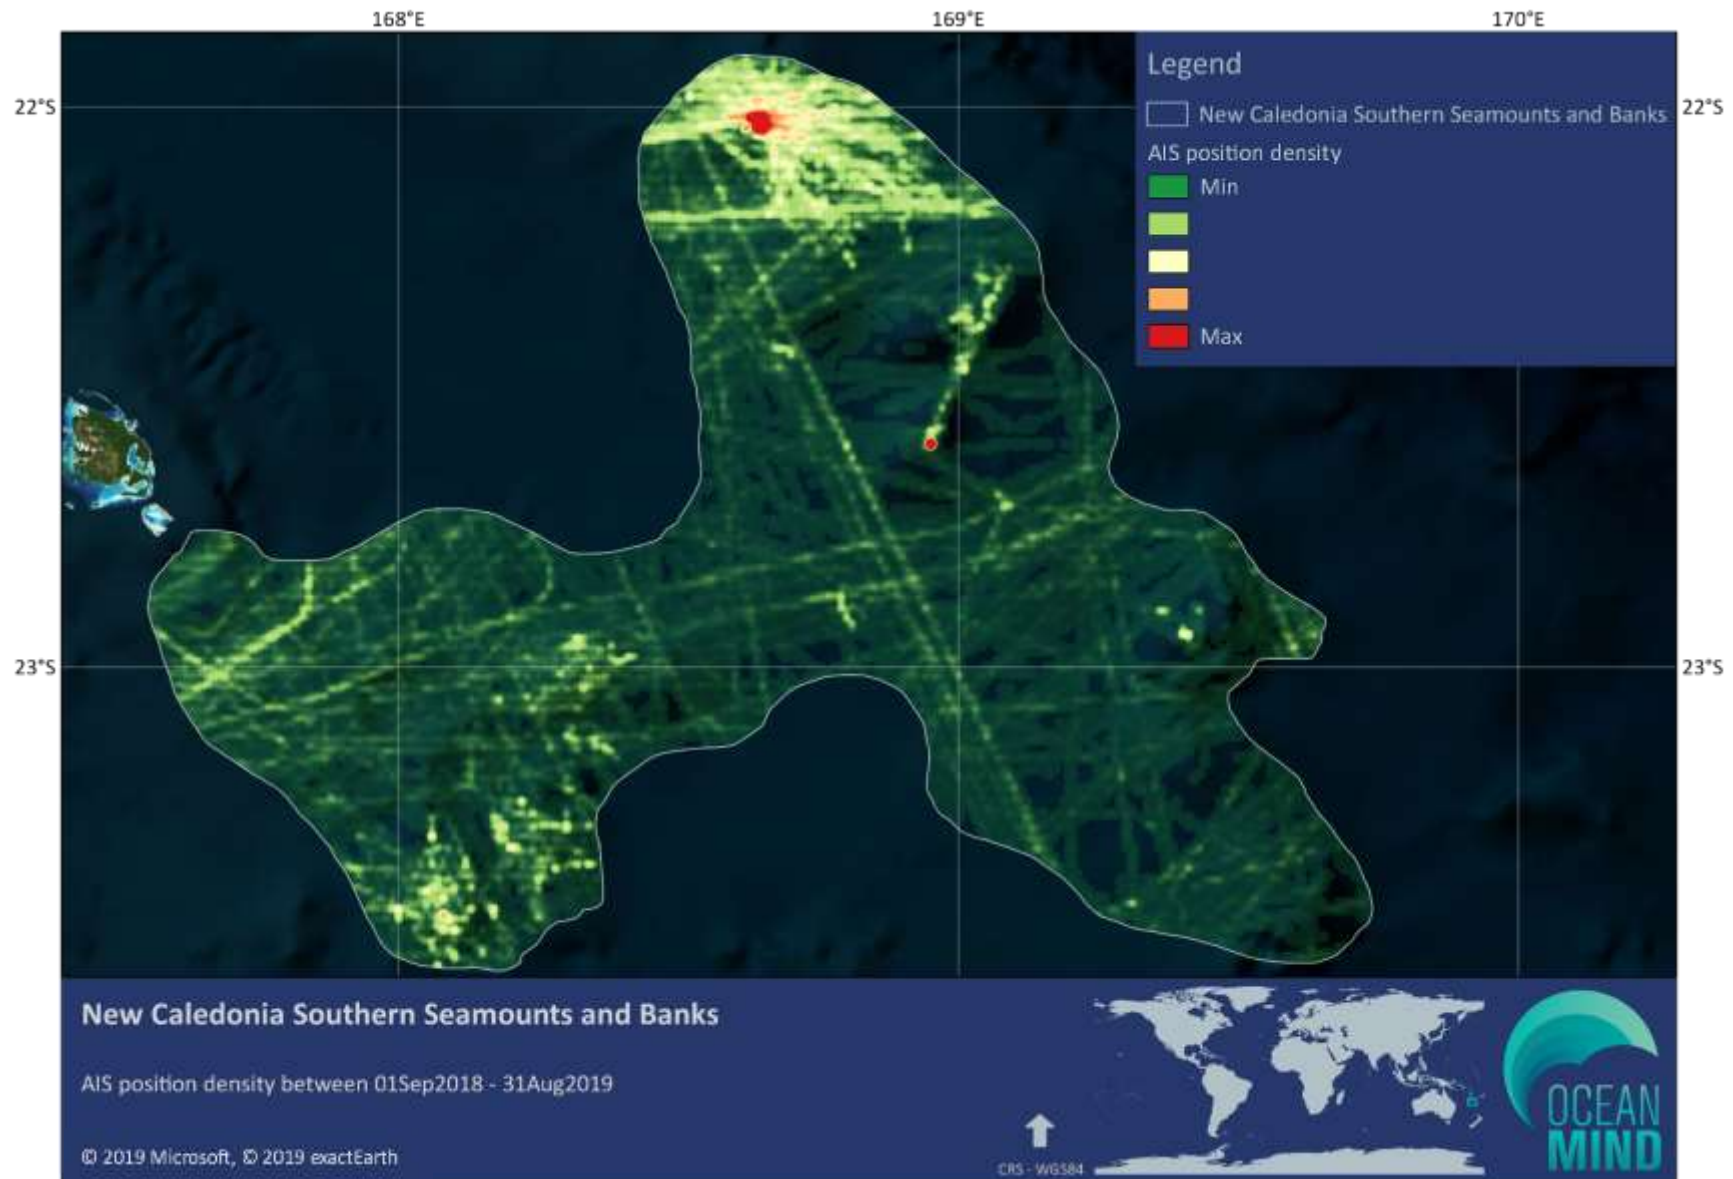 168°E 169°E 170°E
Legend
22°S 22°S
New Caledonia Southern Seamounts and Banks
AIS position density
Min
Max
23°S 23°S
New Caledonia Southern Seamounts and Banks
AIS position density between 01Sep2018 - 31Aug2019
© 2019 Microsoft, © 2019 exactEarth
CRS - WGS84
OCEAN
MIND